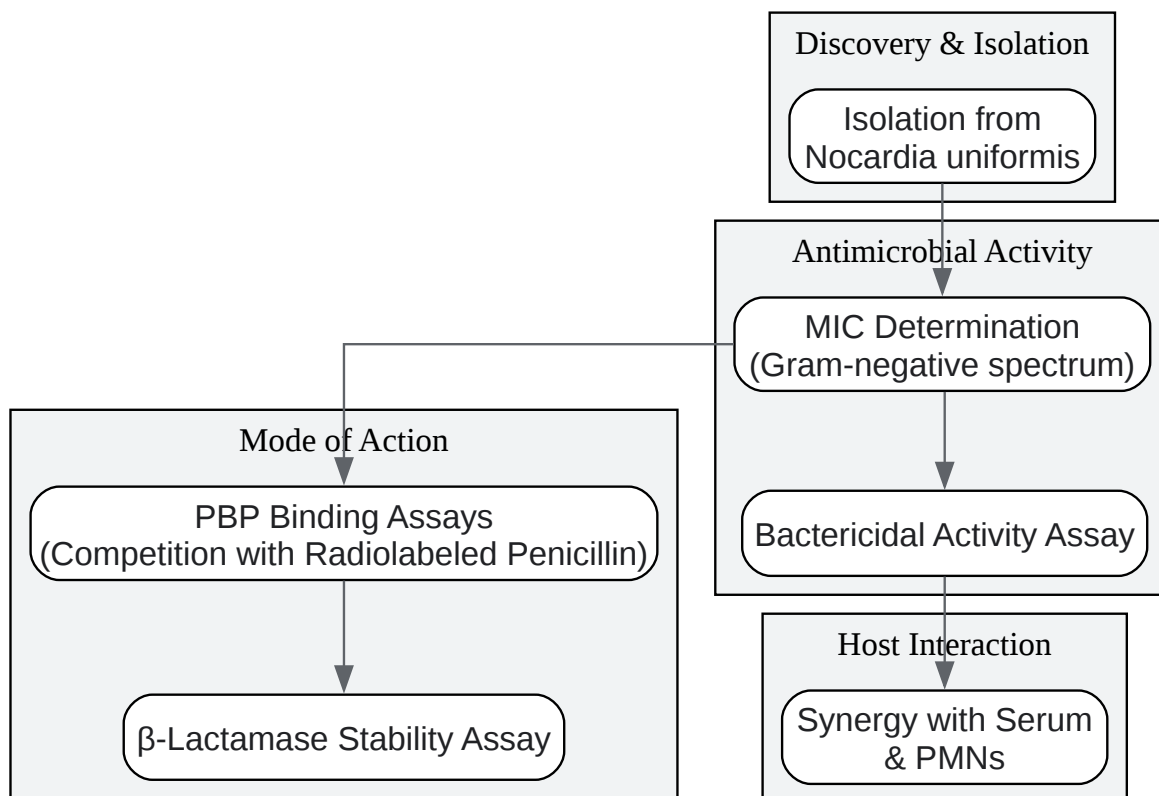 Discovery & Isolation
Isolation from
Nocardia uniformis
Antimicrobial Activity
MIC Determination
(Gram-negative spectrum)
Bactericidal Activity Assay
Mode of Action
PBP Binding Assays
(Competition with Radiolabeled Penicillin)
β-Lactamase Stability Assay
Host Interaction
Synergy with Serum
& PMNs